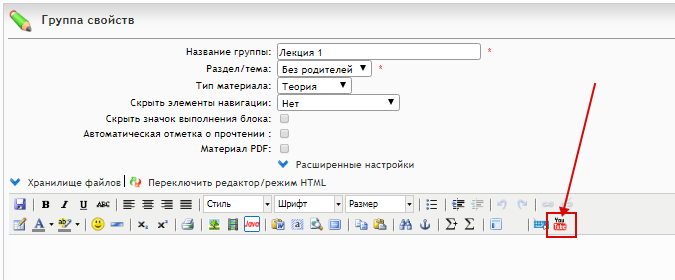 Группа свойств
Название группы: Лекция 1 *
Раздел/тема: Без родителей *
Тип материала: Теория
Скрыть элементы навигации: Нет
Скрыть значок выполнения блока:
Автоматическая отметка о прочтении :
Материал PDF:
Расширенные настройки
Хранилище файлов | Переключить редактор/режим HTML
B I U ABC Стиль Шрифт Размер
A ab x₂ x² Java Σ+ Σ You Tube